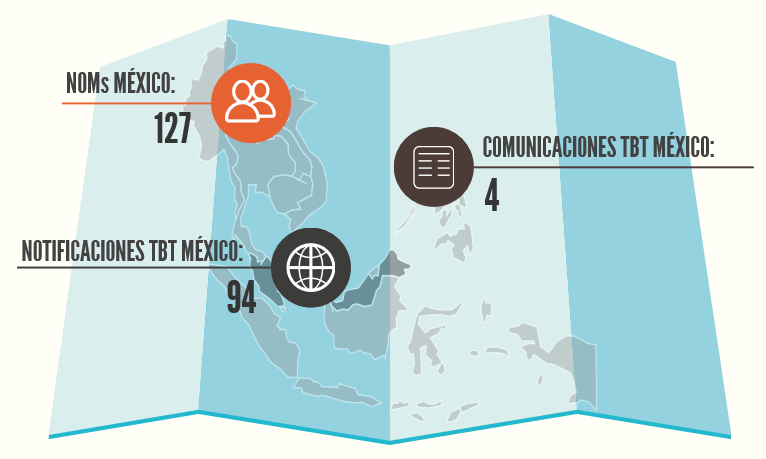 NOMs MÉXICO:
127
COMUNICACIONES TBT MÉXICO:
4
NOTIFICACIONES TBT MÉXICO:
94